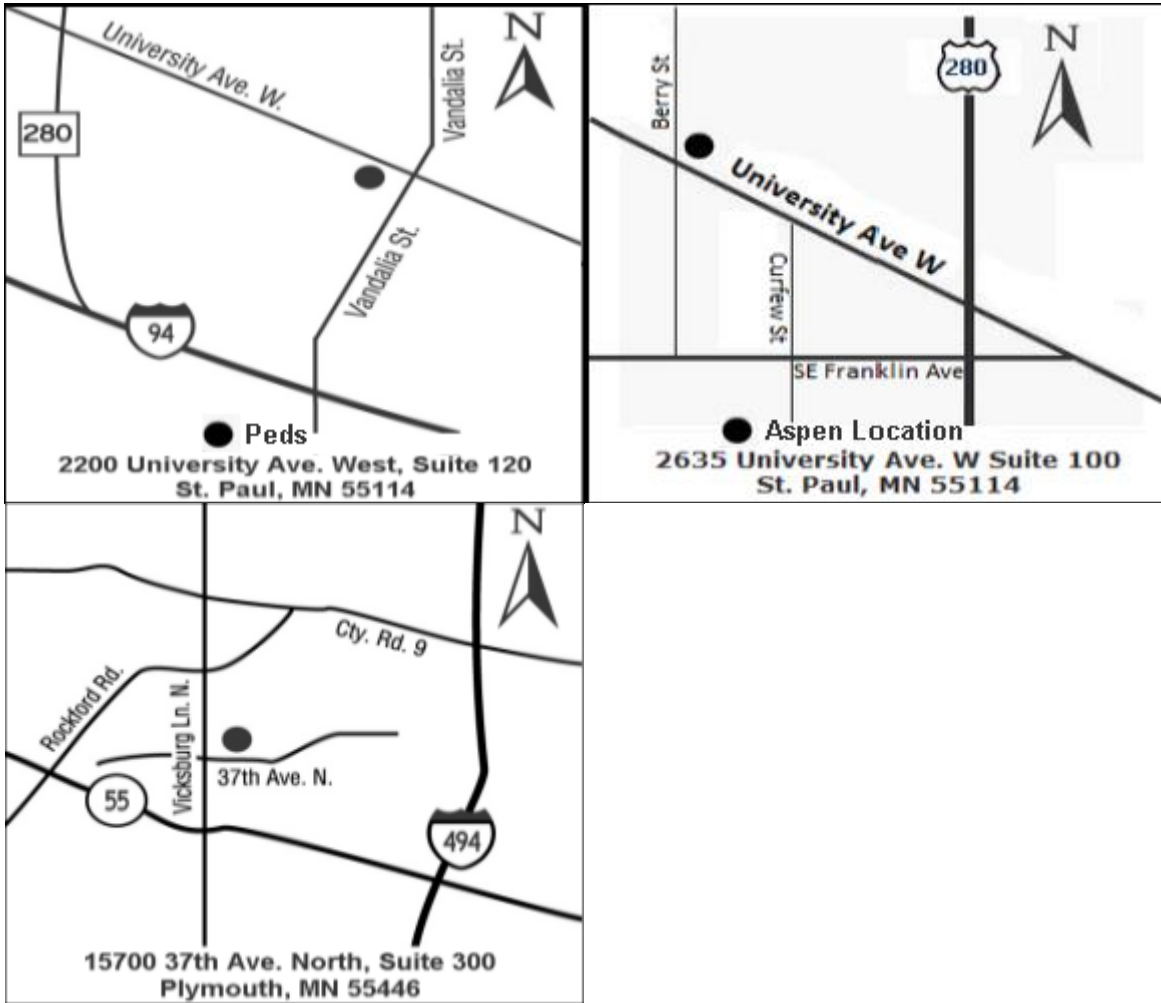 University Ave. W.
Vandalia St.
N
280
Vandalia St.
94
Peds
2200 University Ave. West, Suite 120
St. Paul, MN 55114
Berry St
280
N
University Ave W
Curfew St
SE Franklin Ave
Aspen Location
2635 University Ave. W Suite 100
St. Paul, MN 55114
N
Cty. Rd. 9
Rockford Rd.
Vicksburg Ln. N.
37th Ave. N.
55
494
15700 37th Ave. North, Suite 300
Plymouth, MN 55446